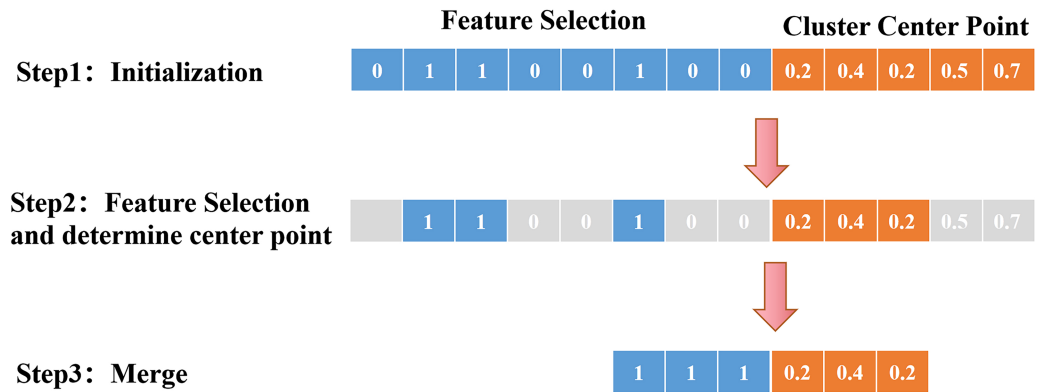 Feature Selection
Cluster Center Point
Step1：Initialization
0 1 1 0 0 1 0 0 0.2 0.4 0.2 0.5 0.7
Step2：Feature Selection
and determine center point
1 1 0 0 1 0 0 0.2 0.4 0.2 0.5 0.7
Step3：Merge
1 1 1 0.2 0.4 0.2